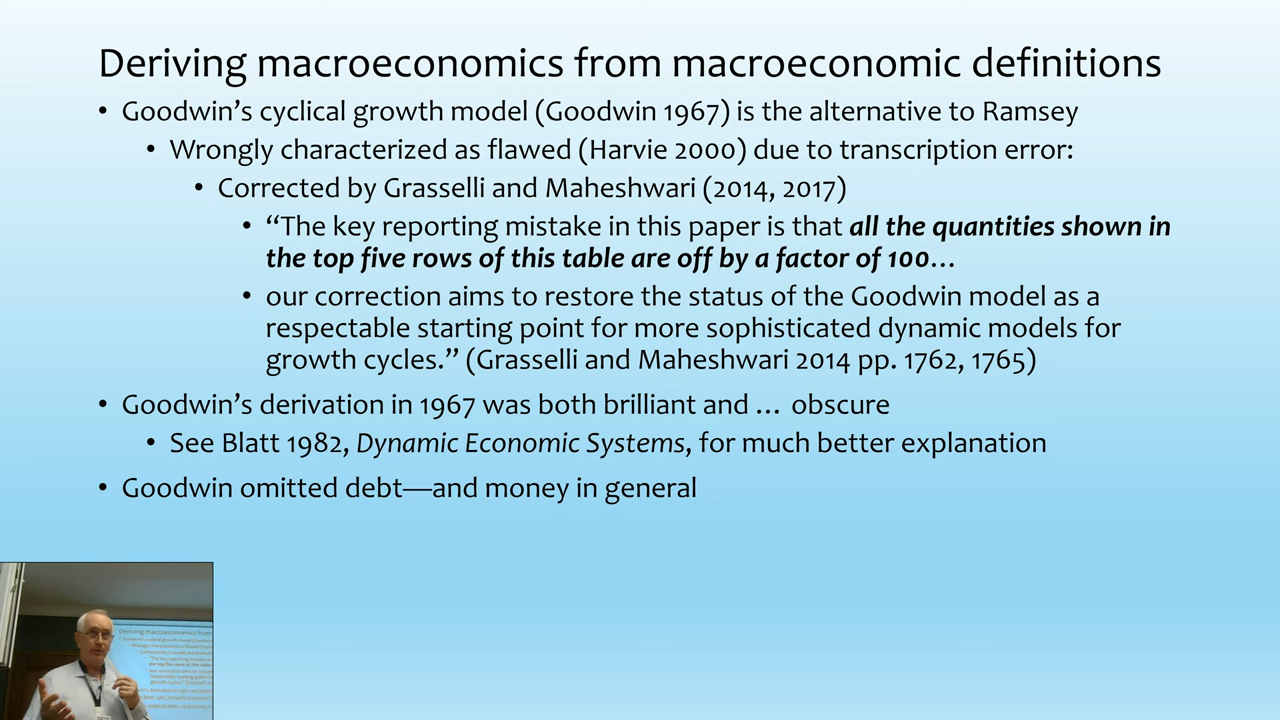 Deriving macroeconomics from macroeconomic definitions
• Goodwin’s cyclical growth model (Goodwin 1967) is the alternative to Ramsey
• Wrongly characterized as flawed (Harvie 2000) due to transcription error:
• Corrected by Grasselli and Maheshwari (2014, 2017)
• “The key reporting mistake in this paper is that all the quantities shown in
the top five rows of this table are off by a factor of 100…
• our correction aims to restore the status of the Goodwin model as a
respectable starting point for more sophisticated dynamic models for
growth cycles.” (Grasselli and Maheshwari 2014 pp. 1762, 1765)
• Goodwin’s derivation in 1967 was both brilliant and … obscure
• See Blatt 1982, Dynamic Economic Systems, for much better explanation
• Goodwin omitted debt—and money in general
Deriving macroeconomics from